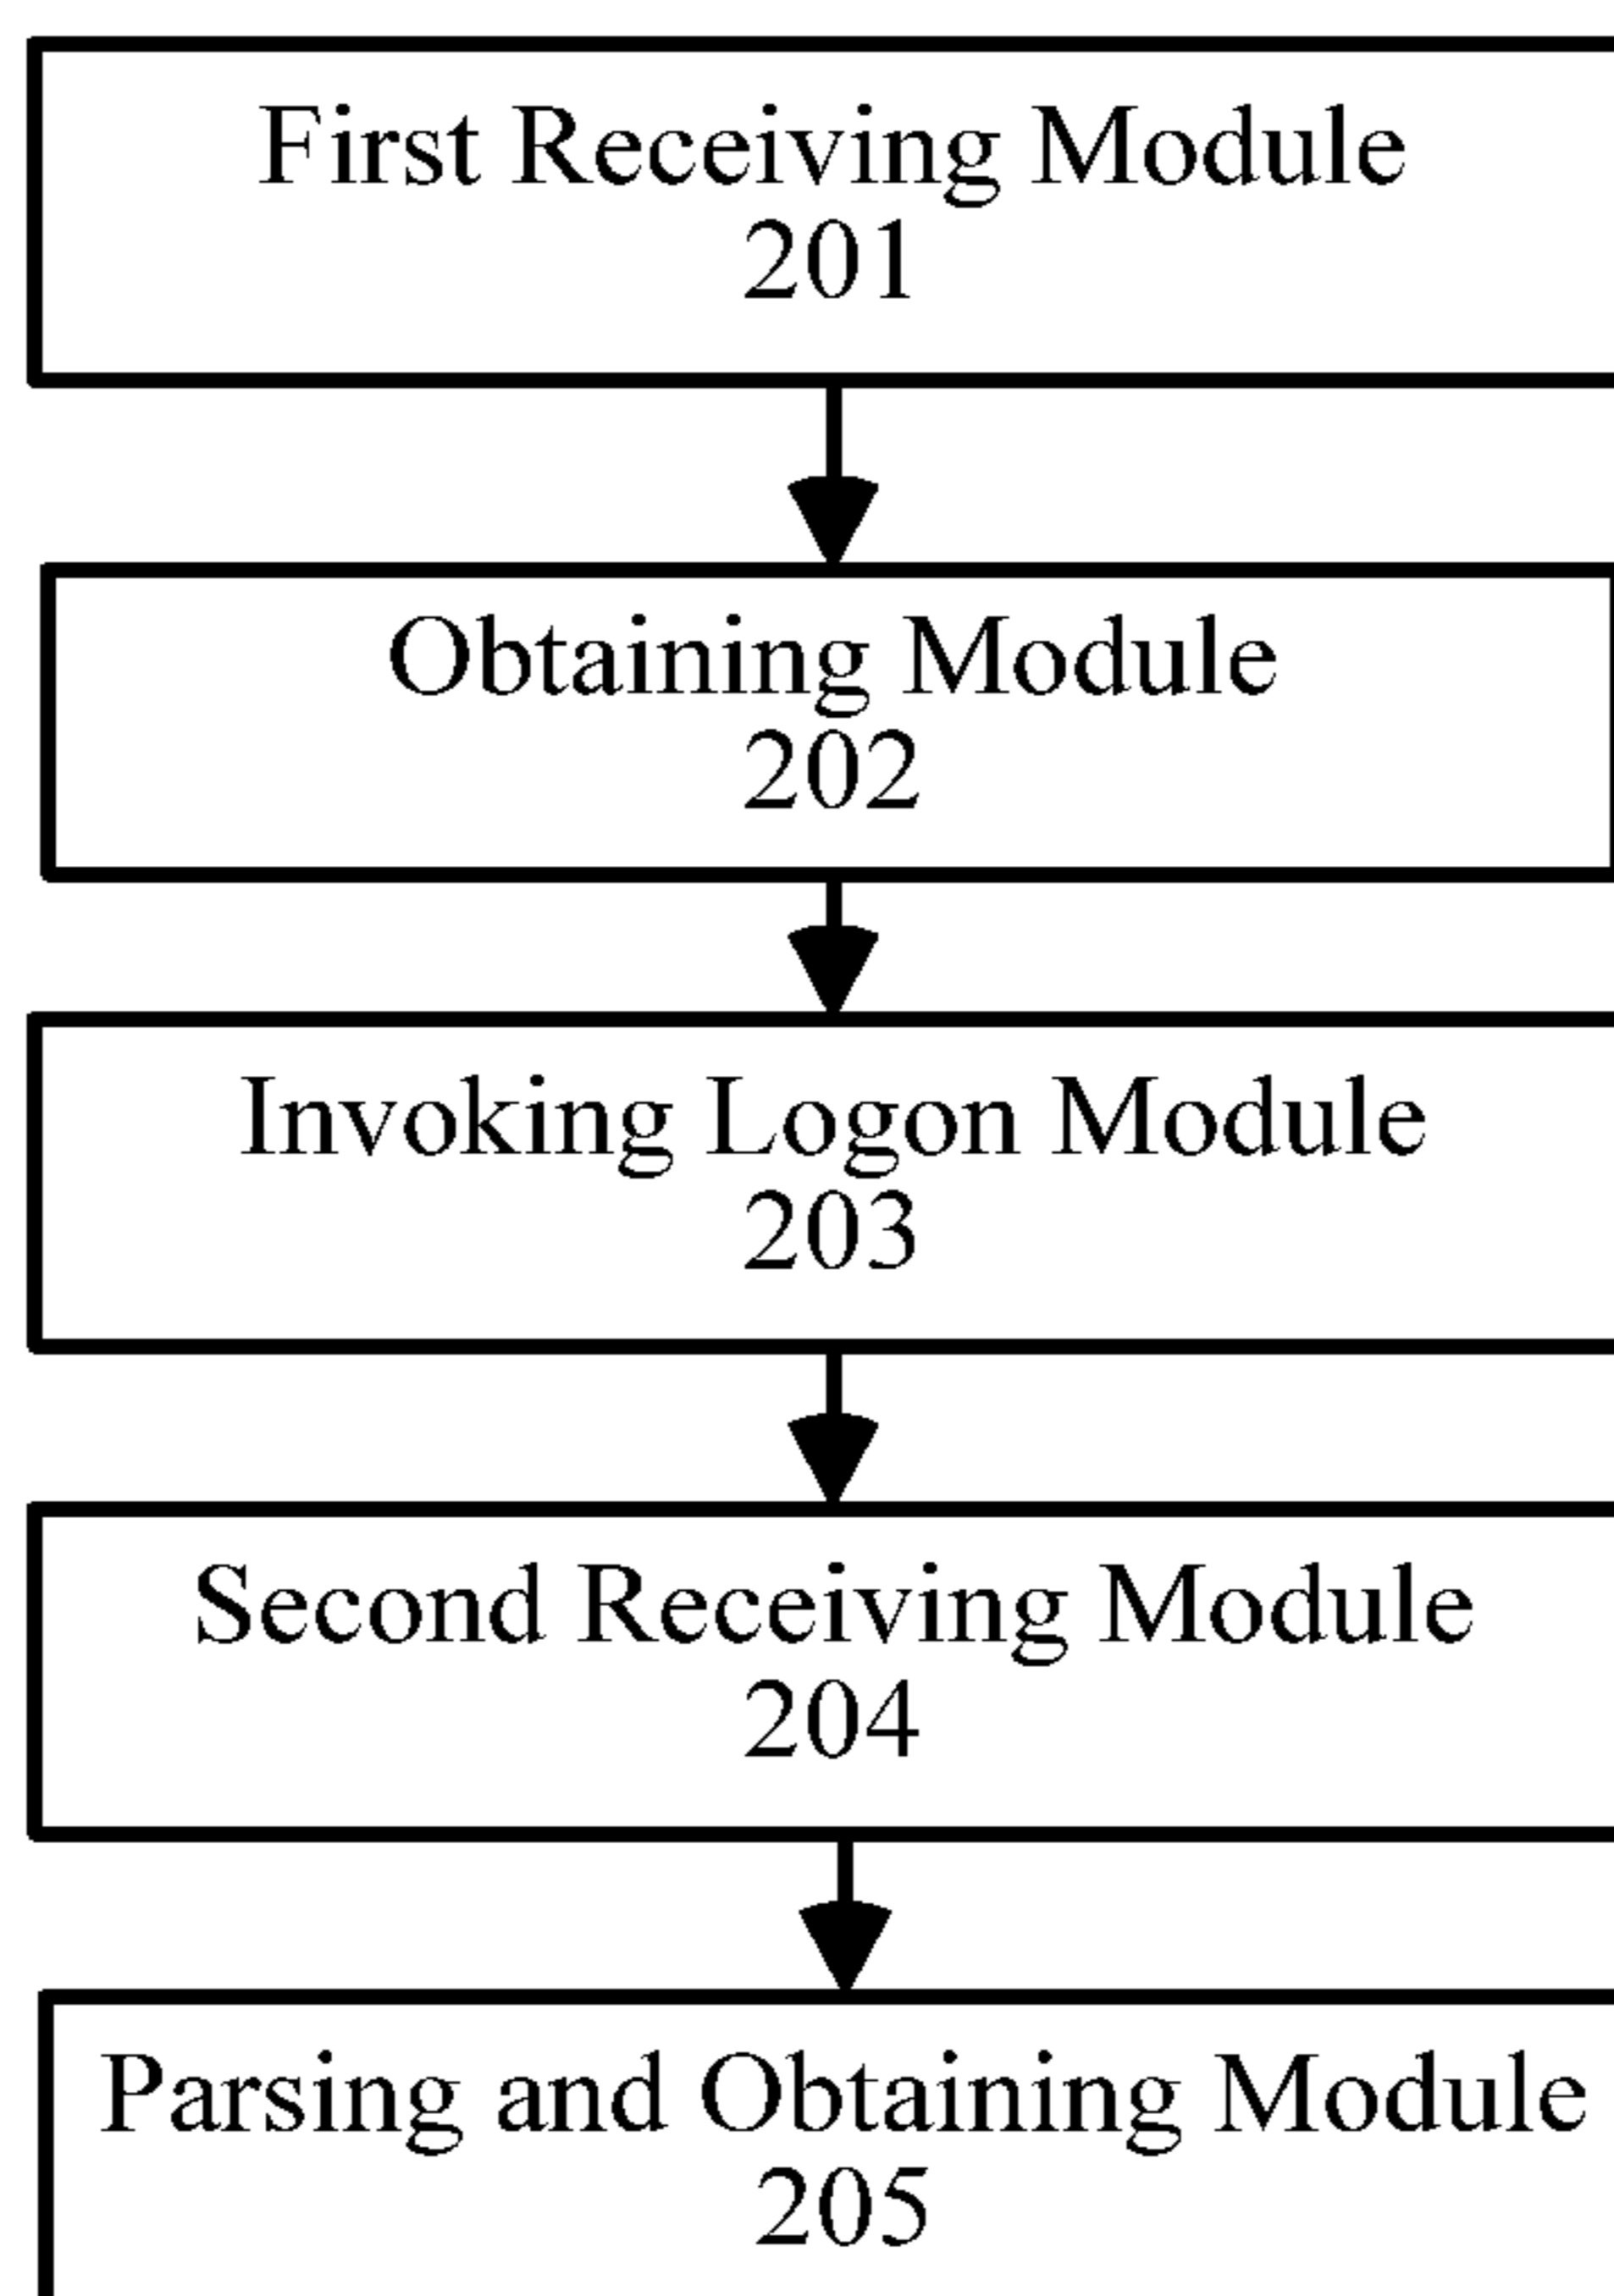 First Receiving Module
201
Obtaining Module
202
Invoking Logon Module
203
Second Receiving Module
204
Parsing and Obtaining Module
205